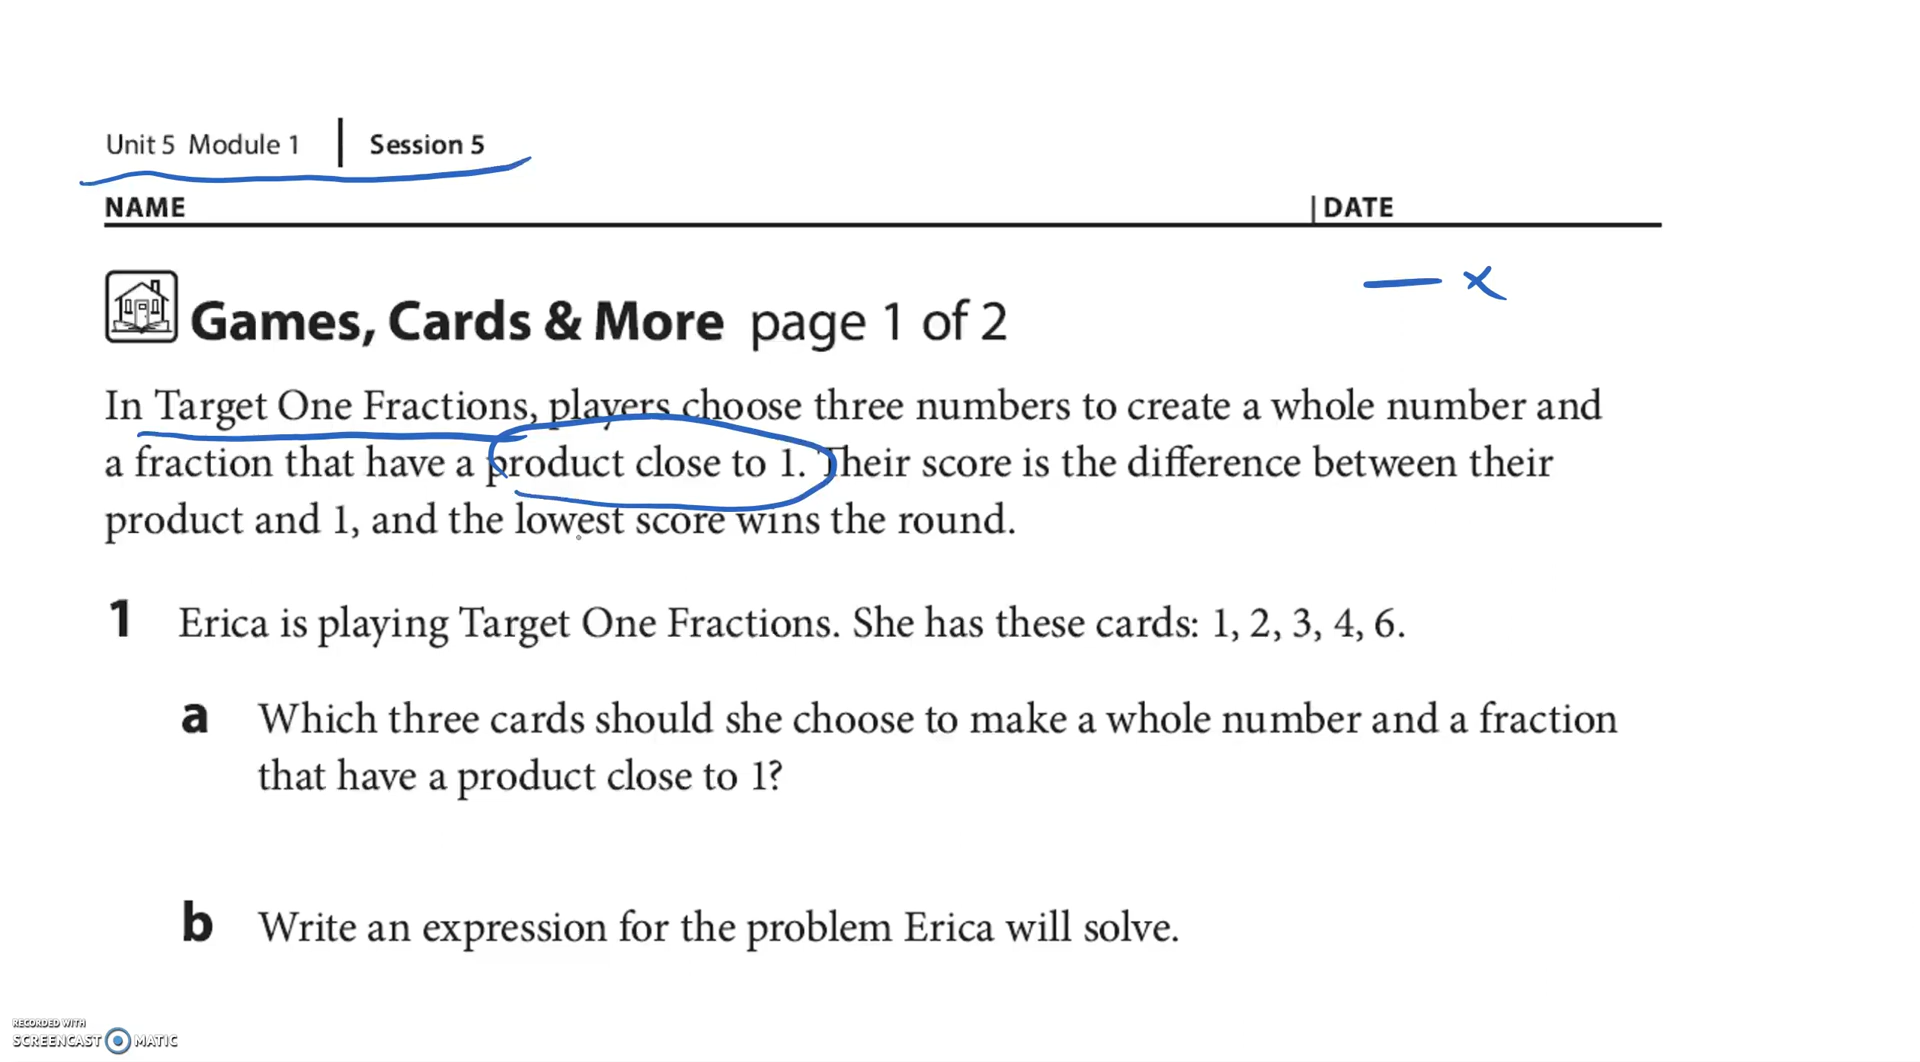 Unit 5 Module 1 | Session 5
NAME | DATE
— ×
Games, Cards & More page 1 of 2
In Target One Fractions, players choose three numbers to create a whole number and
a fraction that have a product close to 1. Their score is the difference between their
product and 1, and the lowest score wins the round.
1 Erica is playing Target One Fractions. She has these cards: 1, 2, 3, 4, 6.
a Which three cards should she choose to make a whole number and a fraction
that have a product close to 1?
b Write an expression for the problem Erica will solve.
RECORDED WITH
SCREENCAST MATIC